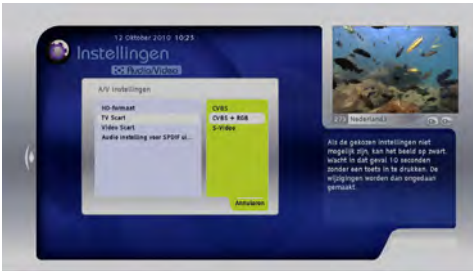 12 Oktober 2010 10:23
Instellingen
Audio/Video
A/V instellingen
HD-formaat
TV Scart
Video Scart
Audio instelling voor SPDIF ui...
CVBS
CVBS + RGB
S-Video
Annuleren
273 Nederland
Als de gekozen instellingen niet
mogelijk zijn, kan het beeld op zwart.
Wacht in dat geval 10 seconden
zonder een toets in te drukken. De
wijzigingen worden dan ongedaan
gemaakt.